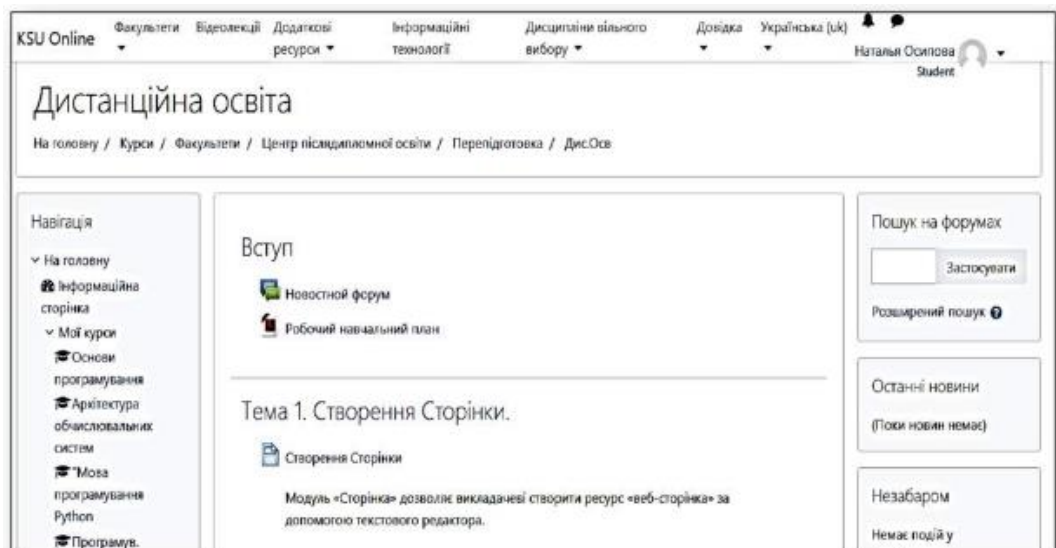 KSU Online
Факультети
Відеолекції
Додаткові
ресурси
Інформаційні
технології
Дисципліни вільного
вибору
Довідка
Українська (uk)
Наталья Осипова
Student
Дистанційна освіта
На головну / Курси / Факультети / Центр післядипломної освіти / Перепідготовка / Дис.Осв
Навігація
На головну
Інформаційна
сторінка
Мої курси
Основи
програмування
Архітектура
обчислювальних
систем
"Мова
програмування
Python
Програмув.
Вступ
Новостной форум
Робочий навчальний план
Тема 1. Створення Сторінки.
Створення Сторінки
Модуль «Сторінка» дозволяє викладачеві створити ресурс «веб-сторінка» за
допомогою текстового редактора.
Пошук на форумах
Застосувати
Розширений пошук
Останні новини
(Поки новин немає)
Незабаром
Немає подій у